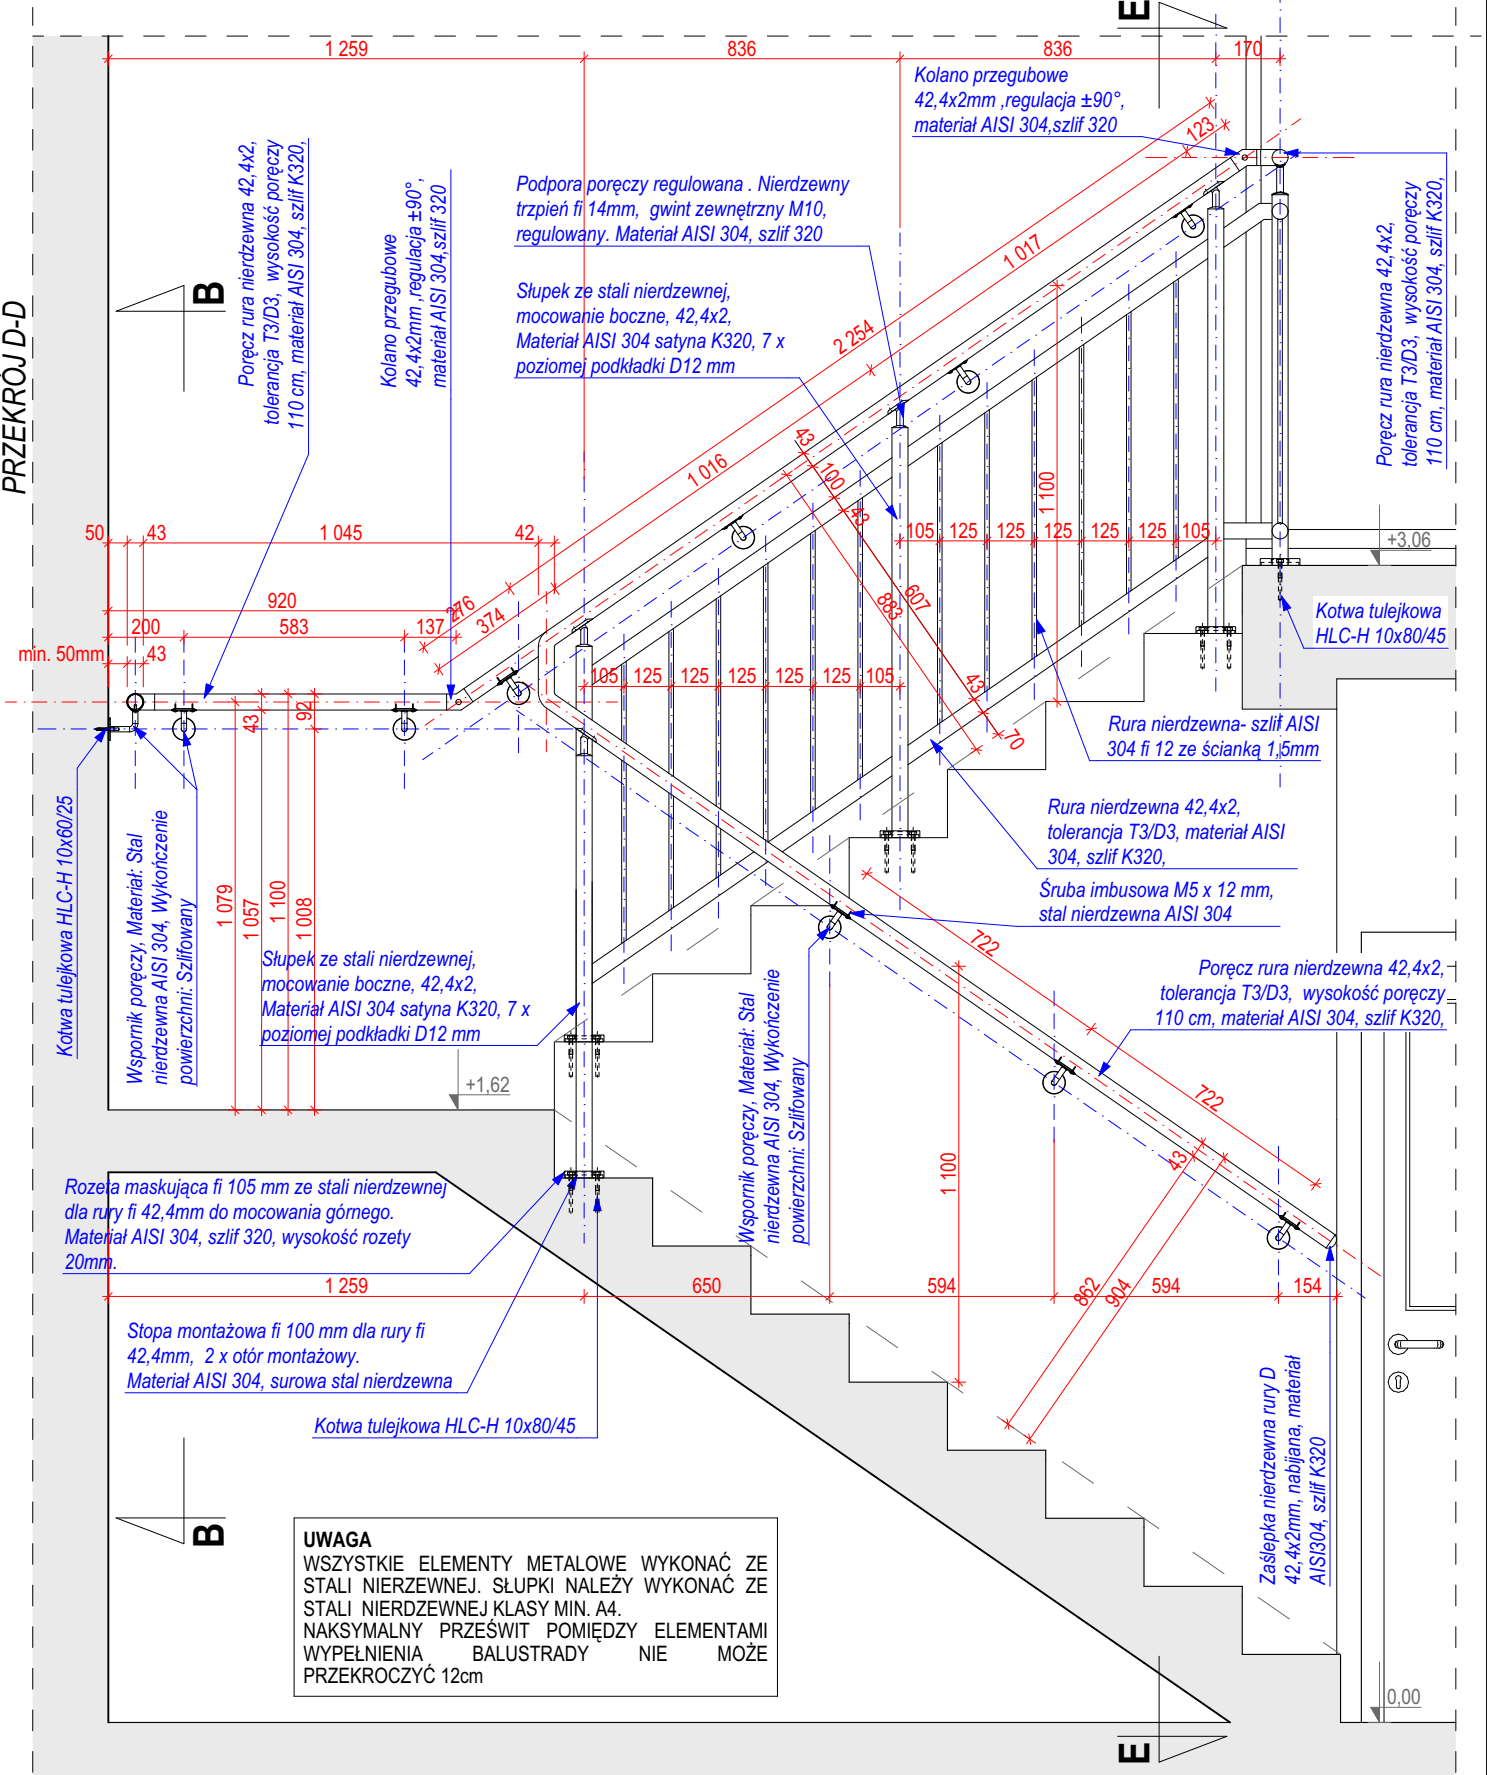 PRZEKRÓJ D-D
E
1 259
836
836
170
Kolano przegubowe
42,4x2mm ,regulacja ±90°,
materiał AISI 304,szlif 320
123
Poręcz rura nierdzewna 42,4x2,
tolerancja T3/D3, wysokość poręczy
110 cm, materiał AISI 304, szlif K320,
Kolano przegubowe
42,4x2mm ,regulacja ±90°,
materiał AISI 304,szlif 320
Podpora poręczy regulowana . Nierdzewny
trzpień fi 14mm, gwint zewnętrzny M10,
regulowany. Materiał AISI 304, szlif 320
Słupek ze stali nierdzewnej,
mocowanie boczne, 42,4x2,
Materiał AISI 304 satyna K320, 7 x
poziomej podkładki D12 mm
Poręcz rura nierdzewna 42,4x2,
tolerancja T3/D3, wysokość poręczy
110 cm, materiał AISI 304, szlif K320,
B
1 017
2 254
1 016
1 100
43
100
43
607
883
43
70
105
125
125
125
125
125
105
+3,06
50
43
1 045
42
920
276
374
200
583
137
min. 50mm
43
105
125
125
125
125
125
105
Kotwa tulejkowa
HLC-H 10x80/45
43
92
1 079
1 057
1 100
1 008
Rura nierdzewna- szlif AISI
304 fi 12 ze ścianką 1,5mm
Rura nierdzewna 42,4x2,
tolerancja T3/D3, materiał AISI
304, szlif K320,
Śruba imbusowa M5 x 12 mm,
stal nierdzewna AISI 304
Kotwa tulejkowa HLC-H 10x60/25
Wspornik poręczy, Materiał: Stal
nierdzewna AISI 304, Wykończenie
powierzchni: Szlifowany
Słupek ze stali nierdzewnej,
mocowanie boczne, 42,4x2,
Materiał AISI 304 satyna K320, 7 x
poziomej podkładki D12 mm
722
Poręcz rura nierdzewna 42,4x2,
tolerancja T3/D3, wysokość poręczy
110 cm, materiał AISI 304, szlif K320,
+1,62
Wspornik poręczy, Materiał: Stal
nierdzewna AISI 304, Wykończenie
powierzchni: Szlifowany
722
43
1 100
Rozeta maskująca fi 105 mm ze stali nierdzewnej
dla rury fi 42,4mm do mocowania górnego.
Materiał AISI 304, szlif 320, wysokość rozety
20mm.
1 259
650
594
594
154
862
904
Stopa montażowa fi 100 mm dla rury fi
42,4mm, 2 x otór montażowy.
Materiał AISI 304, surowa stal nierdzewna
Kotwa tulejkowa HLC-H 10x80/45
Zaślepka nierdzewna rury D
42,4x2mm, nabijana, materiał
AISI304, szlif K320
B
UWAGA
WSZYSTKIE ELEMENTY METALOWE WYKONAĆ ZE
STALI NIERZEWNEJ. SŁUPKI NALEŻY WYKONAĆ ZE
STALI NIERDZEWNEJ KLASY MIN. A4.
NAKSYMALNY PRZEŚWIT POMIĘDZY ELEMENTAMI
WYPEŁNIENIA BALUSTRADY NIE MOŻE
PRZEKROCZYĆ 12cm
0,00
E